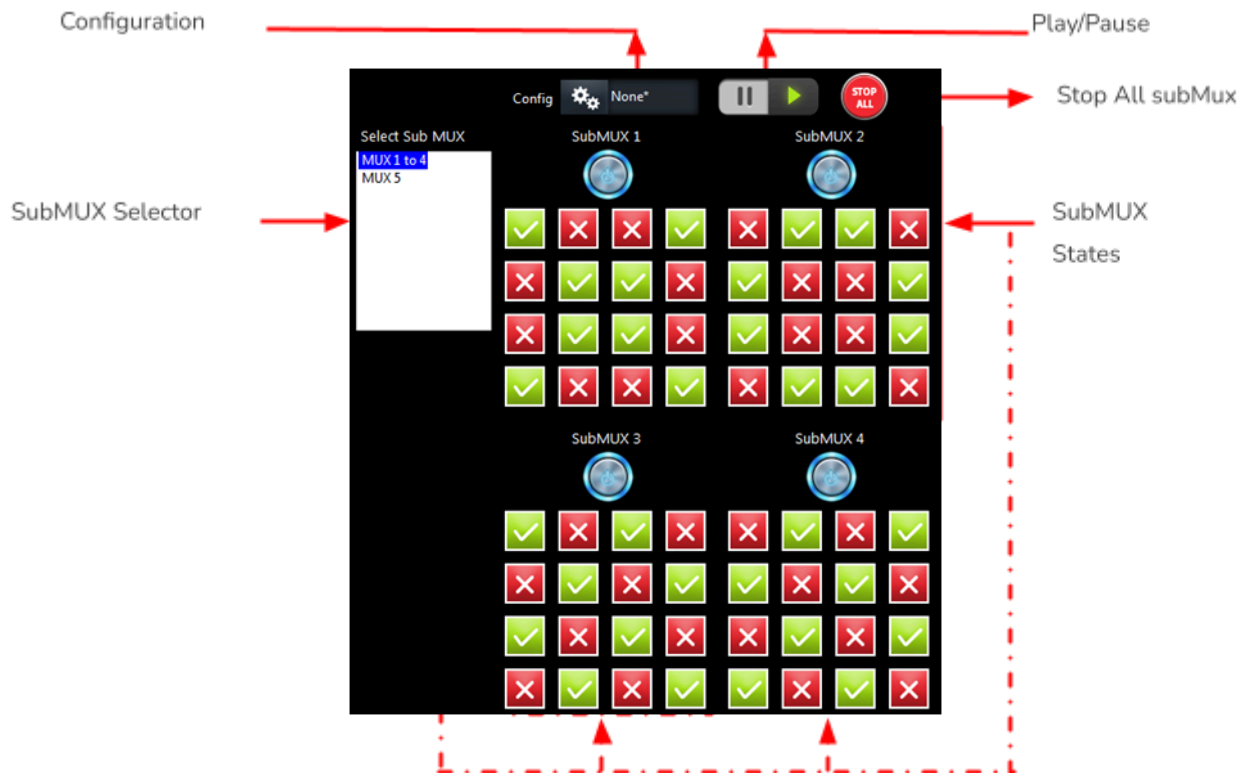 Configuration
Play/Pause
Config
None*
STOP
ALL
Stop All subMux
Select Sub MUX
SubMUX 1
SubMUX 2
MUX 1 to 4
MUX 5
SubMUX Selector
SubMUX
States
SubMUX 3
SubMUX 4